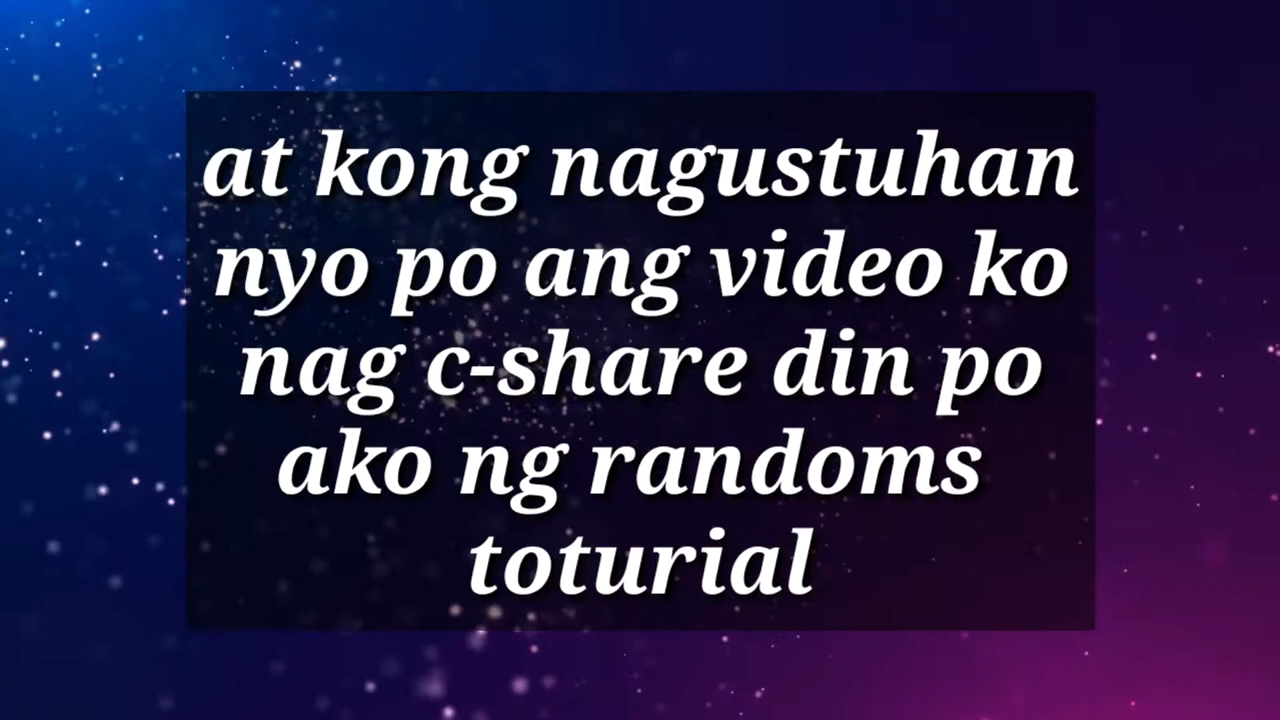 at kong nagustuhan
nyo po ang video ko
nag c-share din po
ako ng randoms
toturial